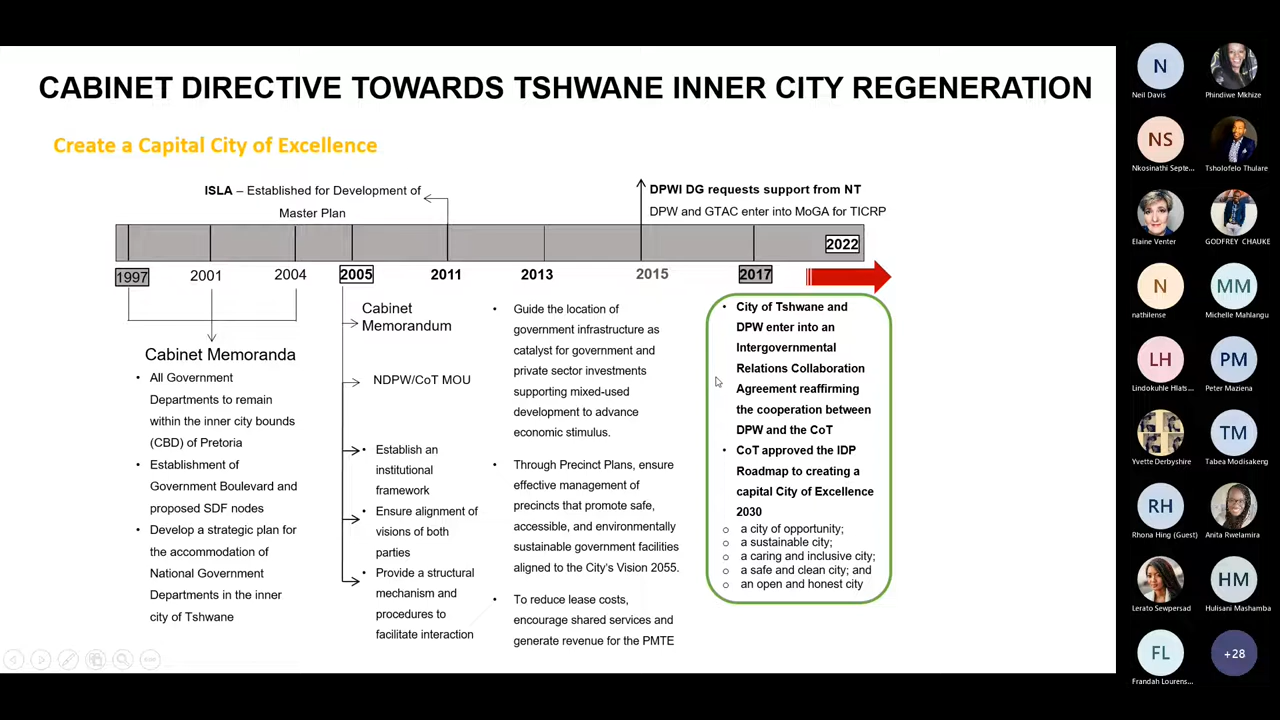 CABINET DIRECTIVE TOWARDS TSHWANE INNER CITY REGENERATION
Create a Capital City of Excellence
ISLA – Established for Development of
Master Plan
DPWI DG requests support from NT
DPW and GTAC enter into MoGA for TICRP
2022
1997
2001
2004
2005
2011
2013
2015
2017
Cabinet Memoranda
• All Government
Departments to remain
within the inner city bounds
(CBD) of Pretoria
• Establishment of
Government Boulevard and
proposed SDF nodes
• Develop a strategic plan for
the accommodation of
National Government
Departments in the inner
city of Tshwane
Cabinet
Memorandum
NDPW/CoT MOU
• Establish an
institutional
framework
• Ensure alignment of
visions of both
parties
• Provide a structural
mechanism and
procedures to
facilitate interaction
• Guide the location of
government infrastructure as
catalyst for government and
private sector investments
supporting mixed-used
development to advance
economic stimulus.
• Through Precinct Plans, ensure
effective management of
precincts that promote safe,
accessible, and environmentally
sustainable government facilities
aligned to the City's Vision 2055.
• To reduce lease costs,
encourage shared services and
generate revenue for the PMTE
• City of Tshwane and
DPW enter into an
Intergovernmental
Relations Collaboration
Agreement reaffirming
the cooperation between
DPW and the CoT
• CoT approved the IDP
Roadmap to creating a
capital City of Excellence
2030
o a city of opportunity;
o a sustainable city;
o a caring and inclusive city;
o a safe and clean city; and
o an open and honest city
N
Neil Davis
Phindiwe Mkhize
NS
Nkosinathi Septe...
Tsholofelo Thulare
Elaine Venter
GODFREY CHAUKE
N
nathilense
MM
Michelle Mahlangu
LH
Lindokuhle Hlats...
PM
Peter Maziena
Yvette Derbyshire
TM
Tabea Modisakeng
RH
Rhona Hing (Guest)
Anita Rwelamira
Lerato Sewpersad
HM
Hulisani Mashamba
FL
Frandah Lourens...
+28